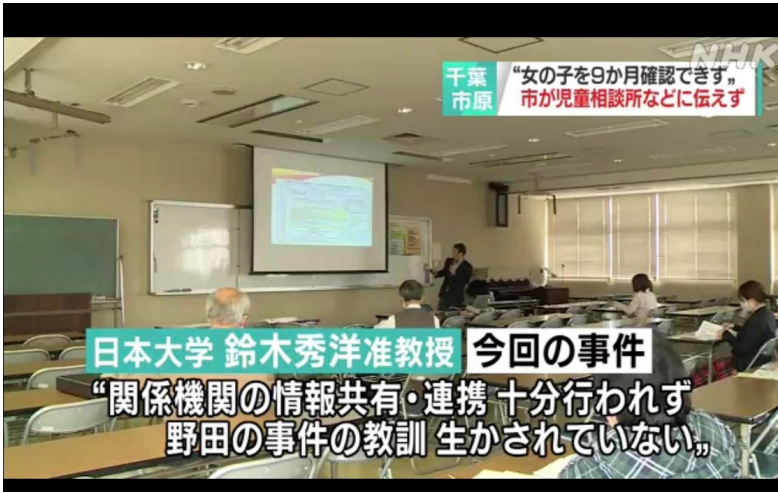 NHK
千葉
市原
“女の子を9か月確認できず„
市が児童相談所などに伝えず
日本大学 鈴木秀洋准教授
今回の事件
“関係機関の情報共有・連携 十分行われず
野田の事件の教訓 生かされていない„